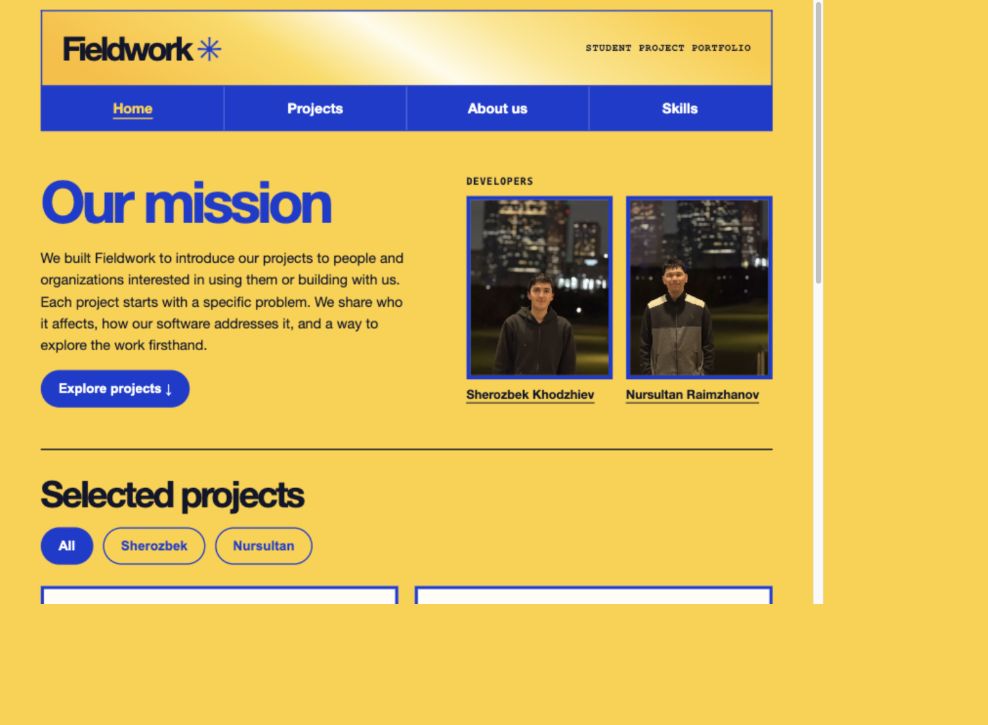 Fieldwork
STUDENT PROJECT PORTFOLIO
Home
Projects
About us
Skills
Our mission
We built Fieldwork to introduce our projects to people and
organizations interested in using them or building with us.
Each project starts with a specific problem. We share who
it affects, how our software addresses it, and a way to
explore the work firsthand.
Explore projects ↓
DEVELOPERS
Sherozbek Khodzhiev
Nursultan Raimzhanov
Selected projects
All
Sherozbek
Nursultan